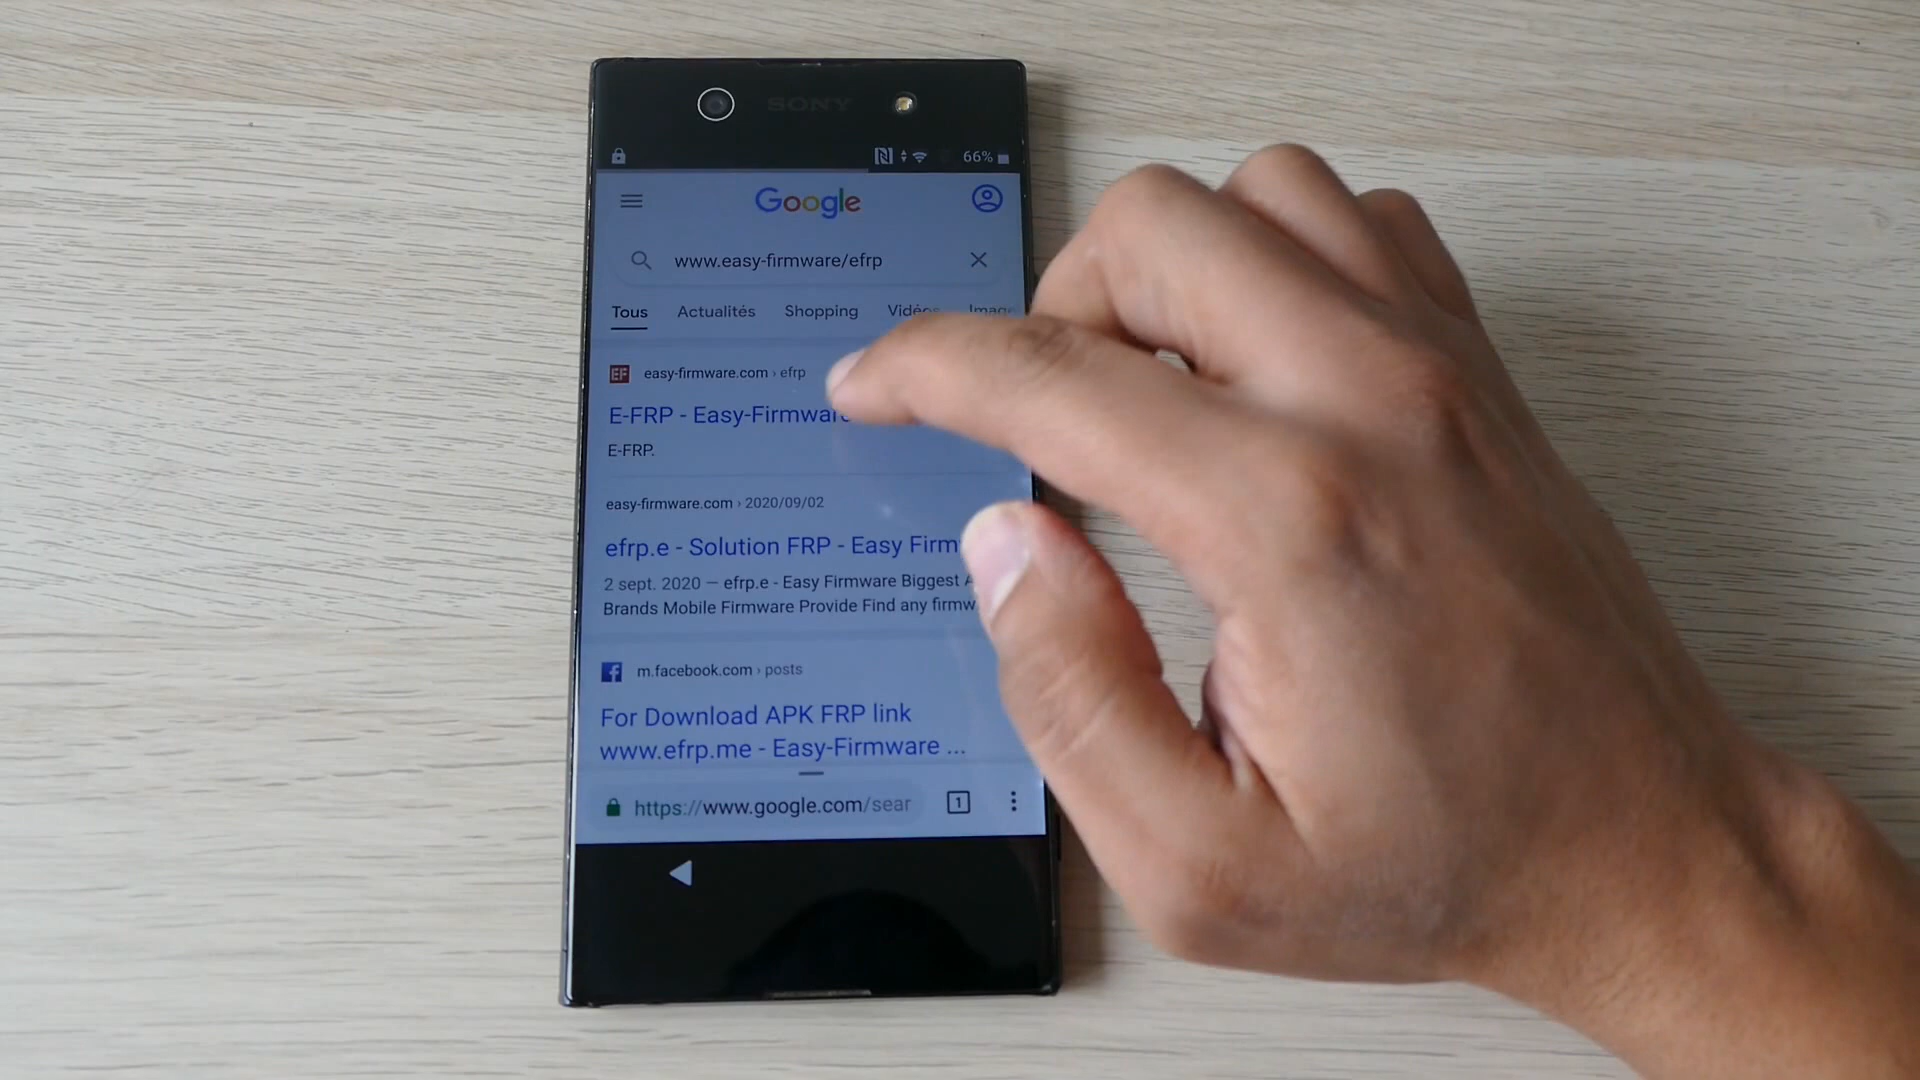 SONY
66%
Google
www.easy-firmware/efrp
Tous Actualités Shopping Vidéos Image
easy-firmware.com › efrp
E-FRP - Easy-Firmware
E-FRP.
easy-firmware.com › 2020/09/02
efrp.e - Solution FRP - Easy Firm
2 sept. 2020 — efrp.e - Easy Firmware Biggest A
Brands Mobile Firmware Provide Find any firmw
m.facebook.com › posts
For Download APK FRP link
www.efrp.me - Easy-Firmware ...
https://www.google.com/sear
1